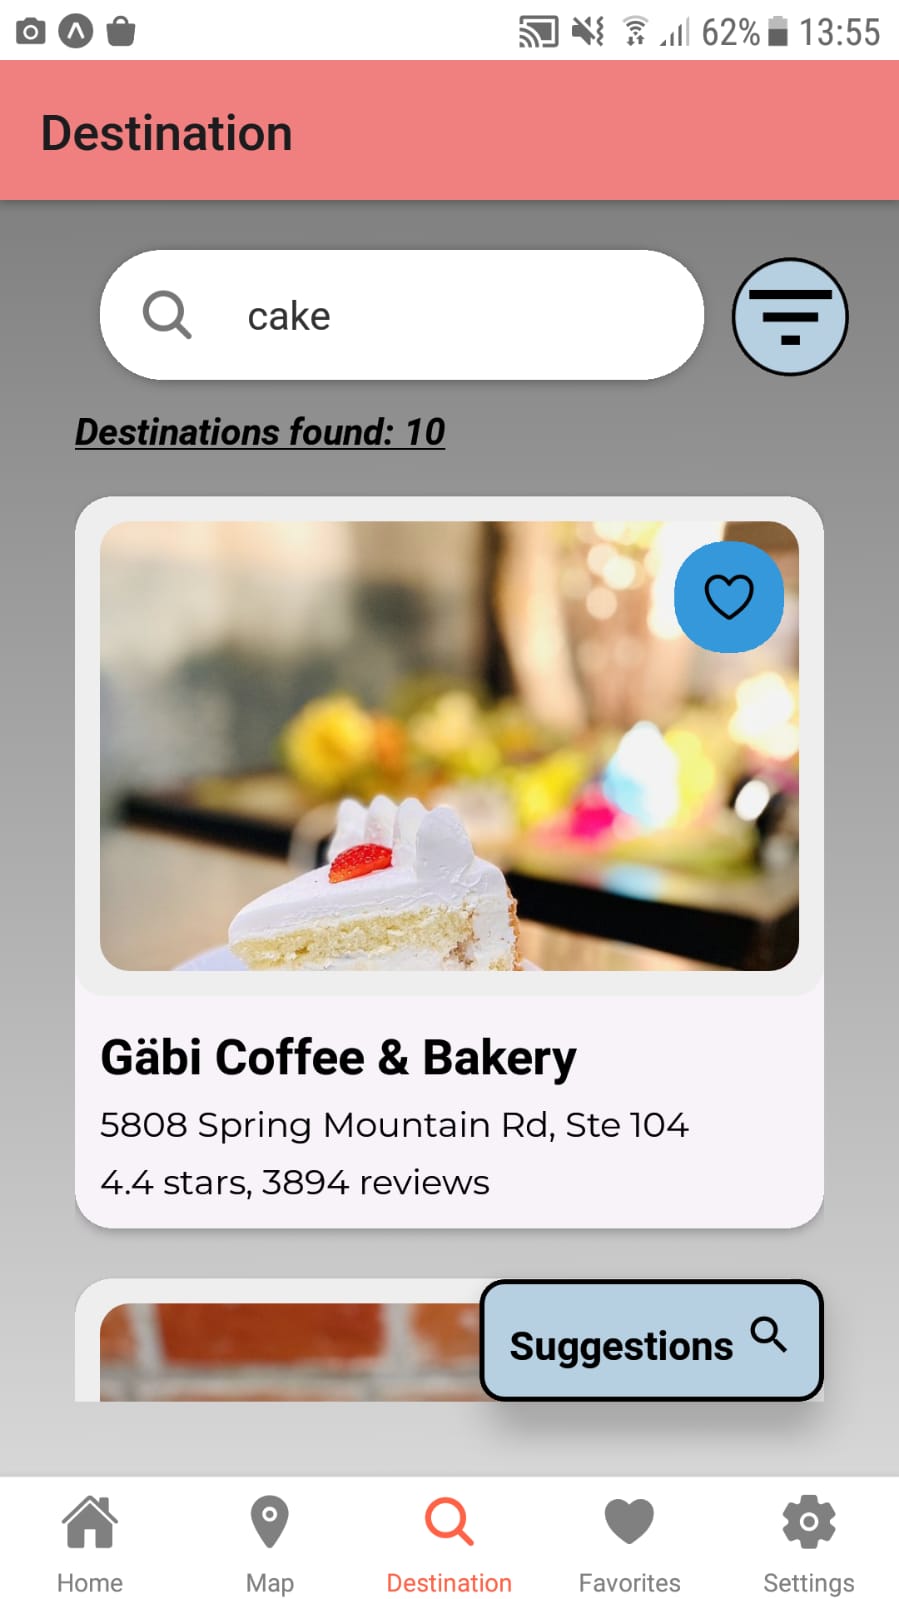 62% 13:55
Destination
cake
Destinations found: 10
Gäbi Coffee & Bakery
5808 Spring Mountain Rd, Ste 104
4.4 stars, 3894 reviews
Suggestions
Home Map Destination Favorites Settings